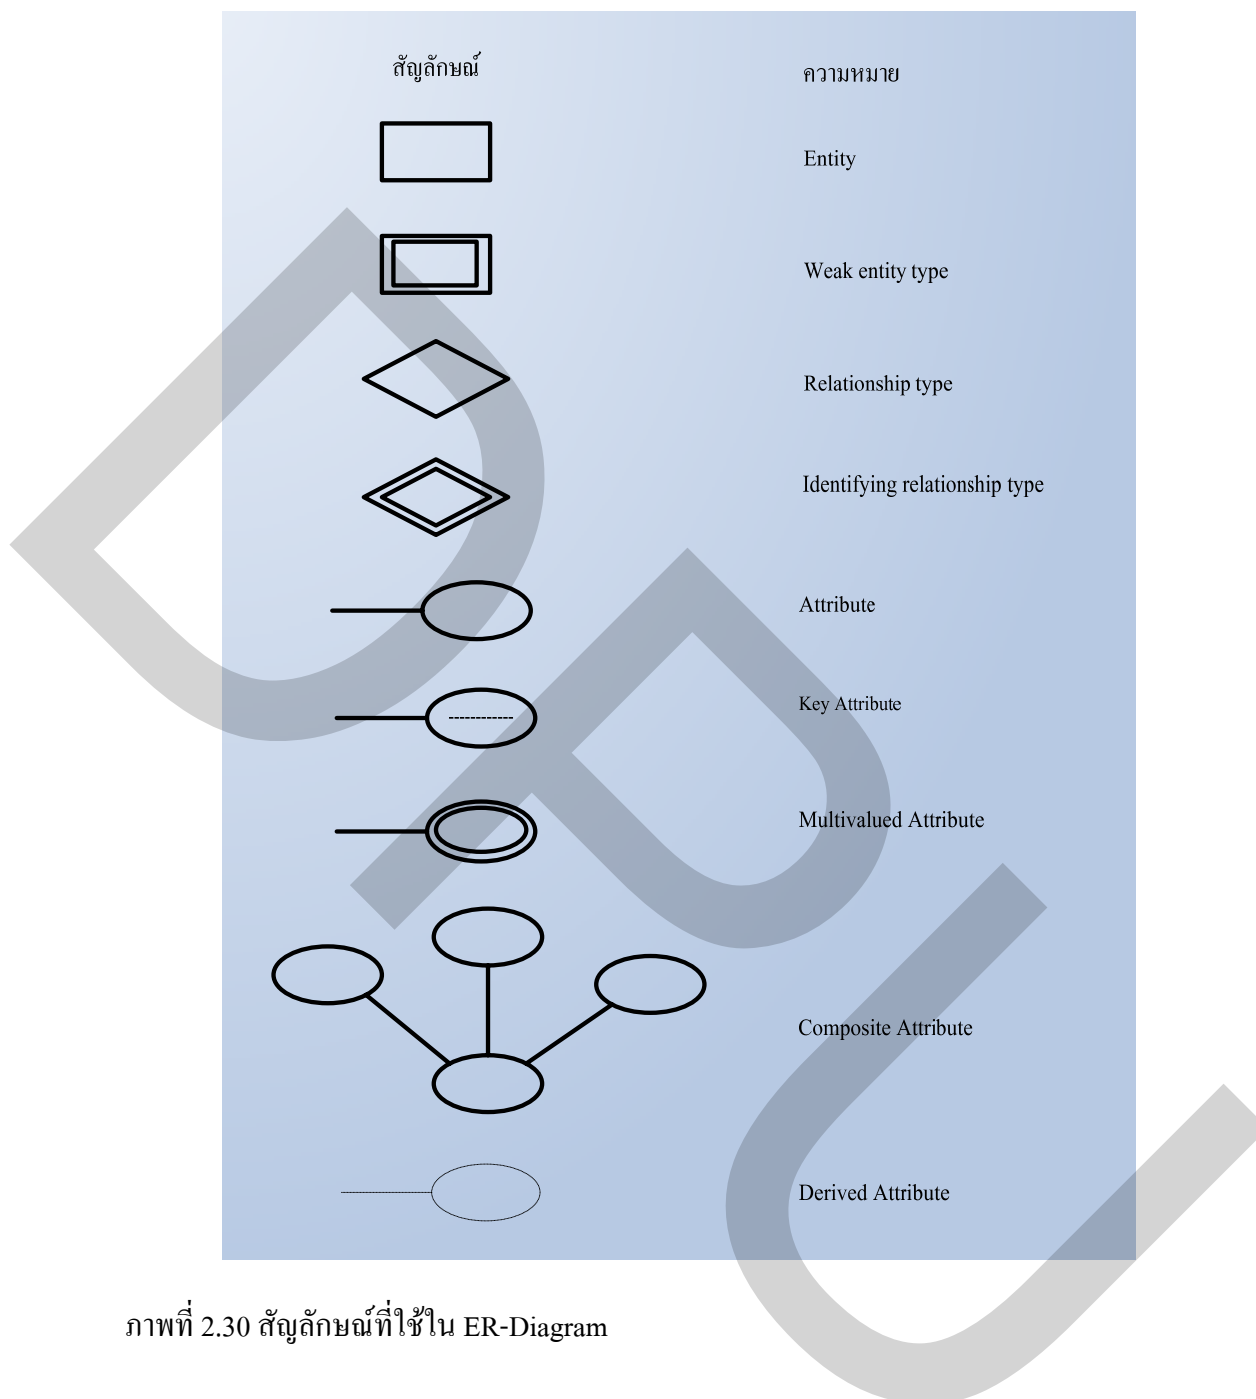 สัญลักษณ์ ความหมาย
Entity
Weak entity type
Relationship type
Identifying relationship type
Attribute
Key Attribute
Multivalued Attribute
Composite Attribute
Derived Attribute
ภาพที่ 2.30 สัญลักษณ์ที่ใช้ใน ER-Diagram
DPU